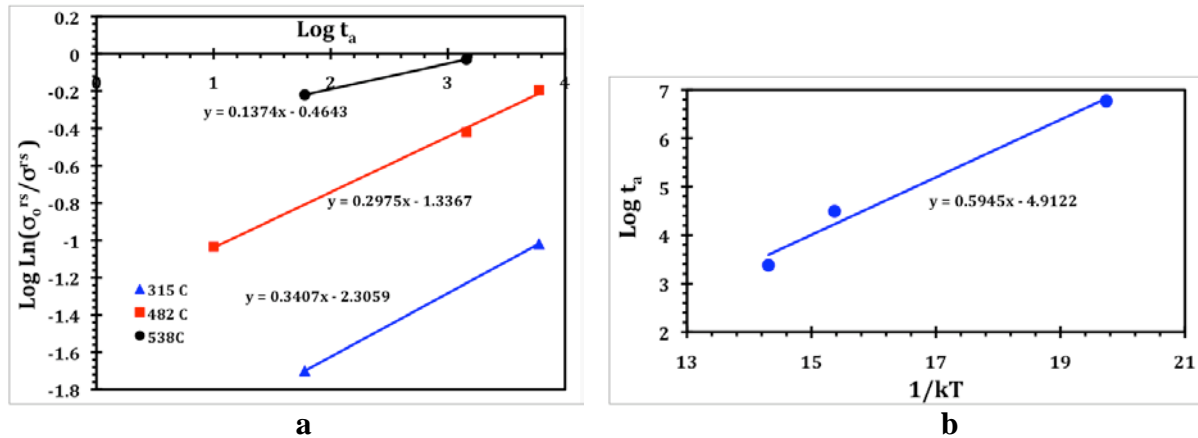 0.2
Log tₐ
0
0 1 2 3 4
-0.2
y = 0.1374x - 0.4643
-0.4
-0.6
y = 0.2975x - 1.3367
-0.8
-1
-1.2
315 C
y = 0.3407x - 2.3059
482 C
-1.4
538C
-1.6
-1.8
Log Ln(σₒʳˢ/σʳˢ)
a
7
6
5
y = 0.5945x - 4.9122
4
3
2
Log tₐ
13 15 17 19 21
1/kT
b